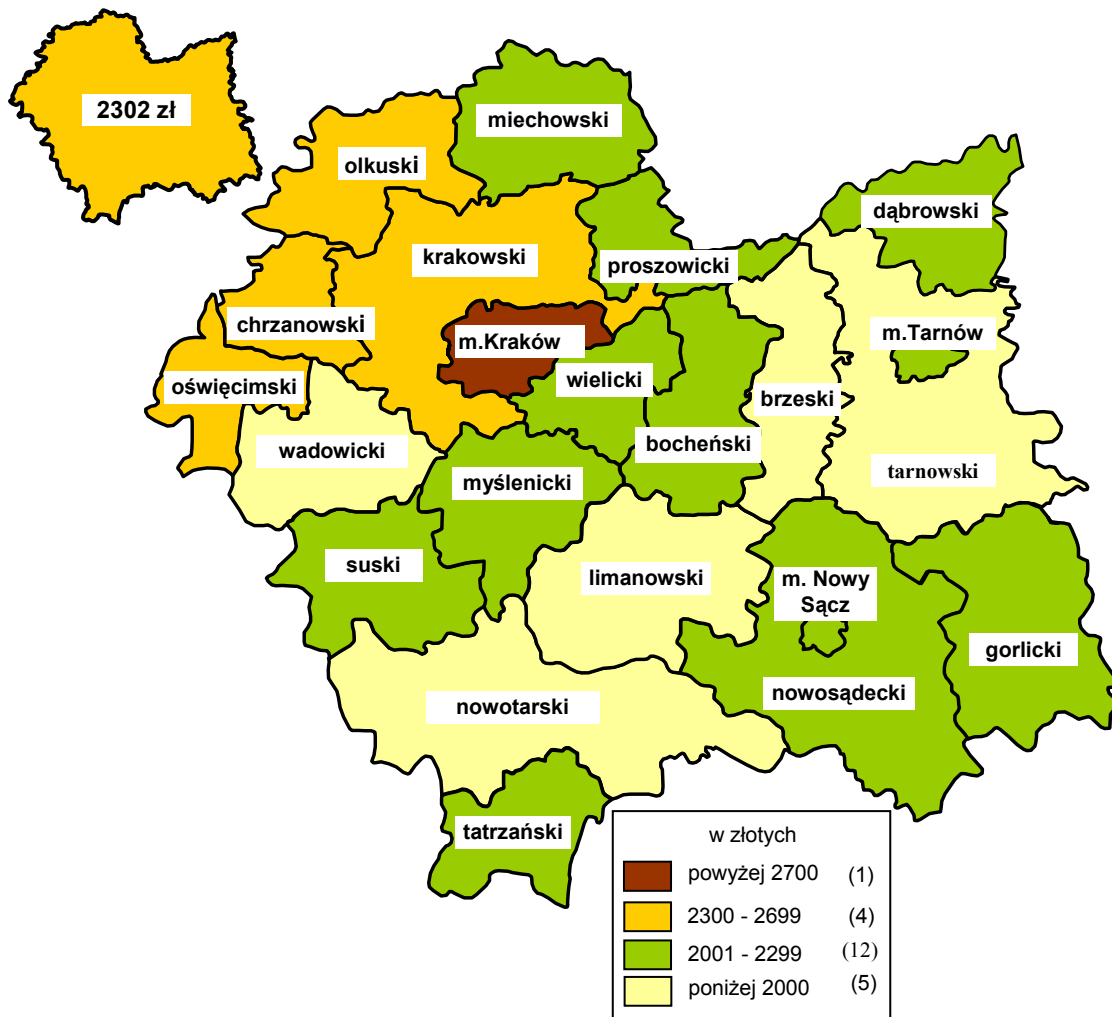 2302 zł
miechowski
olkuski
dąbrowski
krakowski
proszowicki
chrzanowski
m.Kraków
m.Tarnów
wielicki
oświęcimski
brzeski
wadowicki
bocheński
myślenicki
tarnowski
suski
limanowski
m. Nowy
Sącz
gorlicki
nowosądecki
nowotarski
tatrzański
w złotych
powyżej 2700 (1)
2300 - 2699 (4)
2001 - 2299 (12)
poniżej 2000 (5)